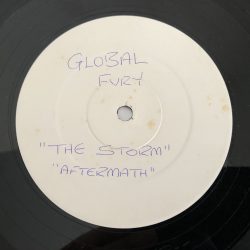 GLOBAL
FURY
"THE STORM"
"AFTERMATH"